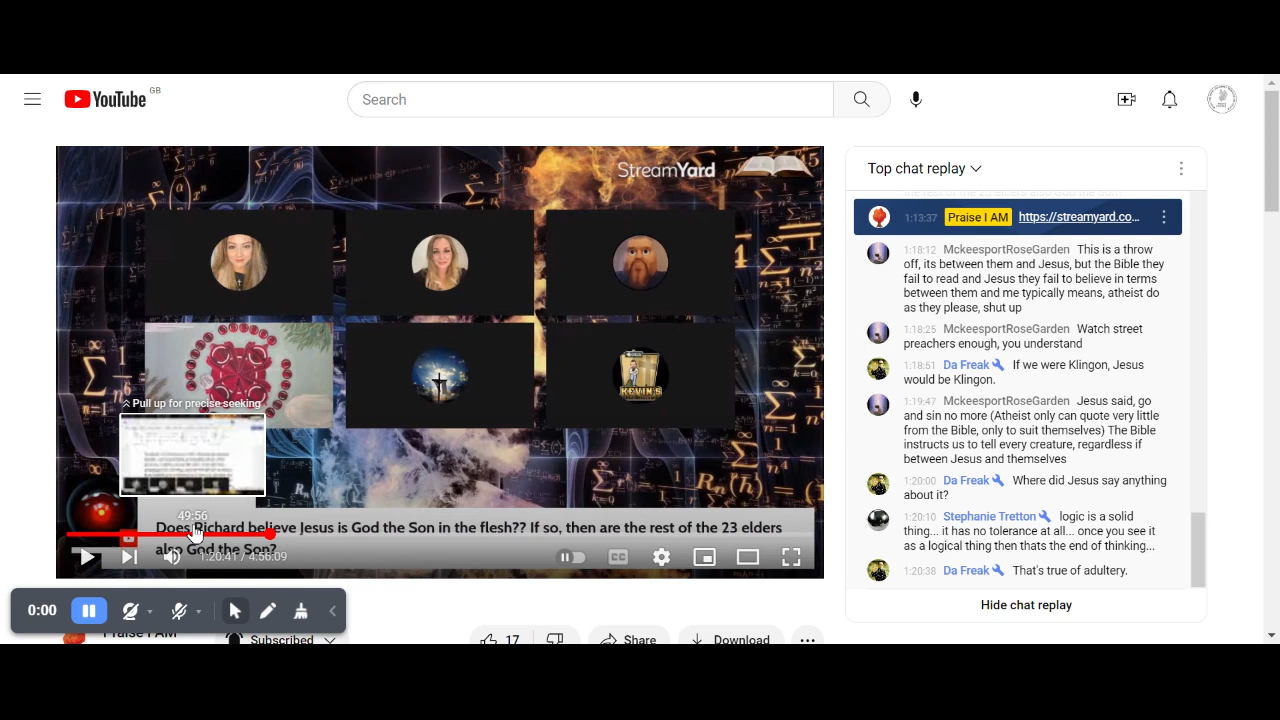 YouTube GB
Search
StreamYard
Top chat replay
1:13:37 Praise I AM https://streamyard.co...
1:18:12 MckeesportRoseGarden This is a throw
off, its between them and Jesus, but the Bible they
fail to read and Jesus they fail to believe in terms
between them and me typically means, atheist do
as they please, shut up
1:18:25 MckeesportRoseGarden Watch street
preachers enough, you understand
1:18:51 Da Freak If we were Klingon, Jesus
would be Klingon.
1:19:47 MckeesportRoseGarden Jesus said, go
and sin no more (Atheist only can quote very little
from the Bible, only to suit themselves) The Bible
instructs us to tell every creature, regardless if
between Jesus and themselves
1:20:00 Da Freak Where did Jesus say anything
about it?
1:20:10 Stephanie Tretton logic is a solid
thing... it has no tolerance at all... once you see it
as a logical thing then thats the end of thinking...
1:20:38 Da Freak That's true of adultery.
Hide chat replay
KEVIN'S
Pull up for precise seeking
49:56
Does Richard believe Jesus is God the Son in the flesh?? If so, then are the rest of the 23 elders
also God the Son?
1:20:41 / 4:56:09
CC
0:00
Praise I AM
Subscribed
17
Share
Download